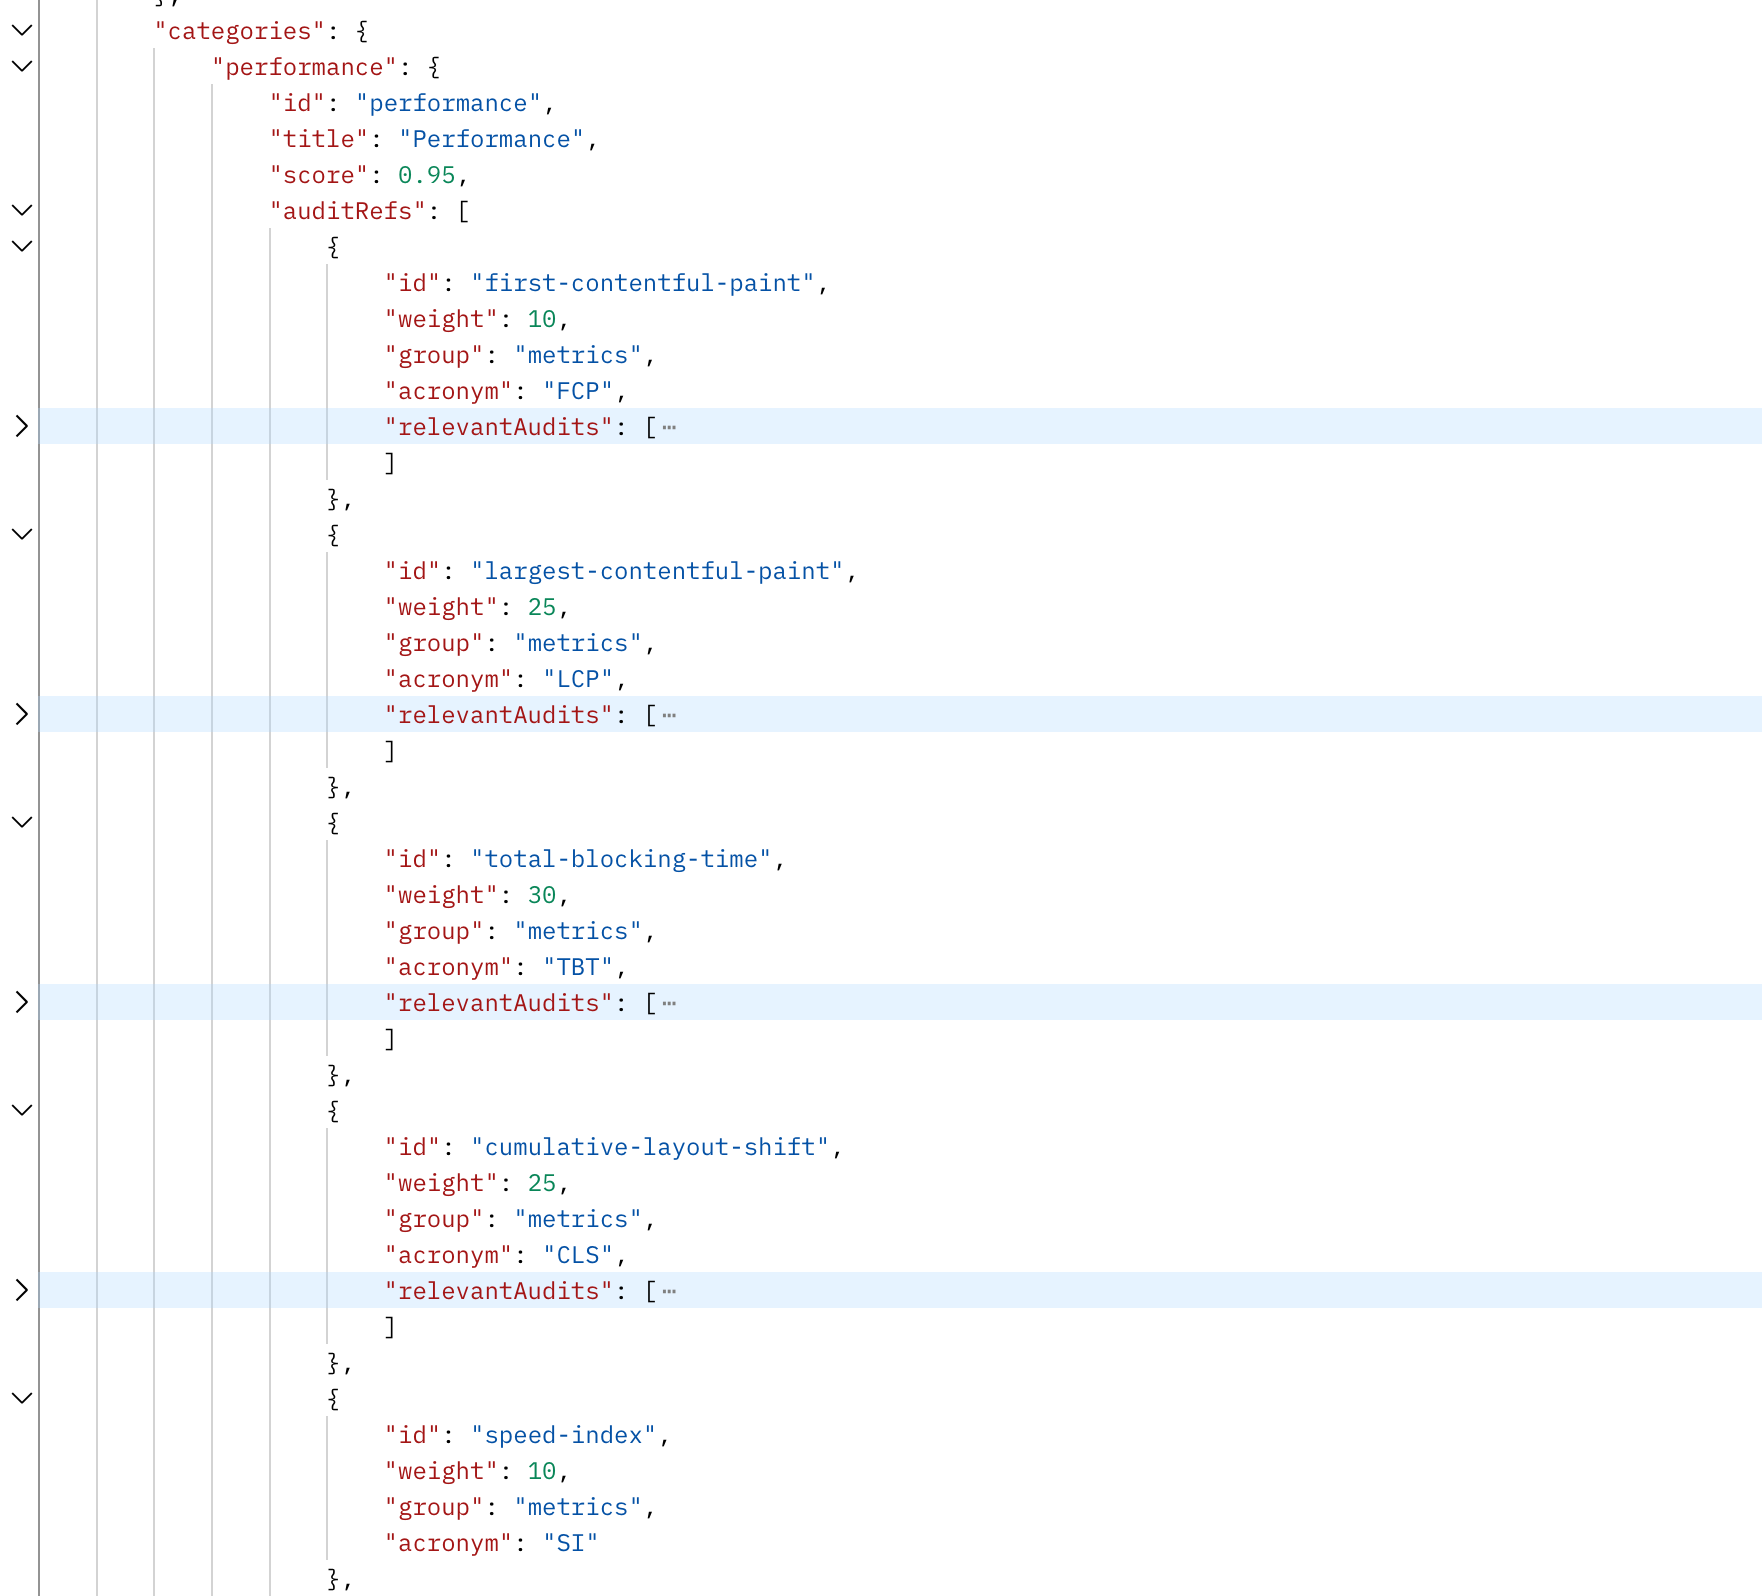 },
"categories": {
"performance": {
"id": "performance",
"title": "Performance",
"score": 0.95,
"auditRefs": [
{
"id": "first-contentful-paint",
"weight": 10,
"group": "metrics",
"acronym": "FCP",
"relevantAudits": [⋯
]
},
{
"id": "largest-contentful-paint",
"weight": 25,
"group": "metrics",
"acronym": "LCP",
"relevantAudits": [⋯
]
},
{
"id": "total-blocking-time",
"weight": 30,
"group": "metrics",
"acronym": "TBT",
"relevantAudits": [⋯
]
},
{
"id": "cumulative-layout-shift",
"weight": 25,
"group": "metrics",
"acronym": "CLS",
"relevantAudits": [⋯
]
},
{
"id": "speed-index",
"weight": 10,
"group": "metrics",
"acronym": "SI"
},